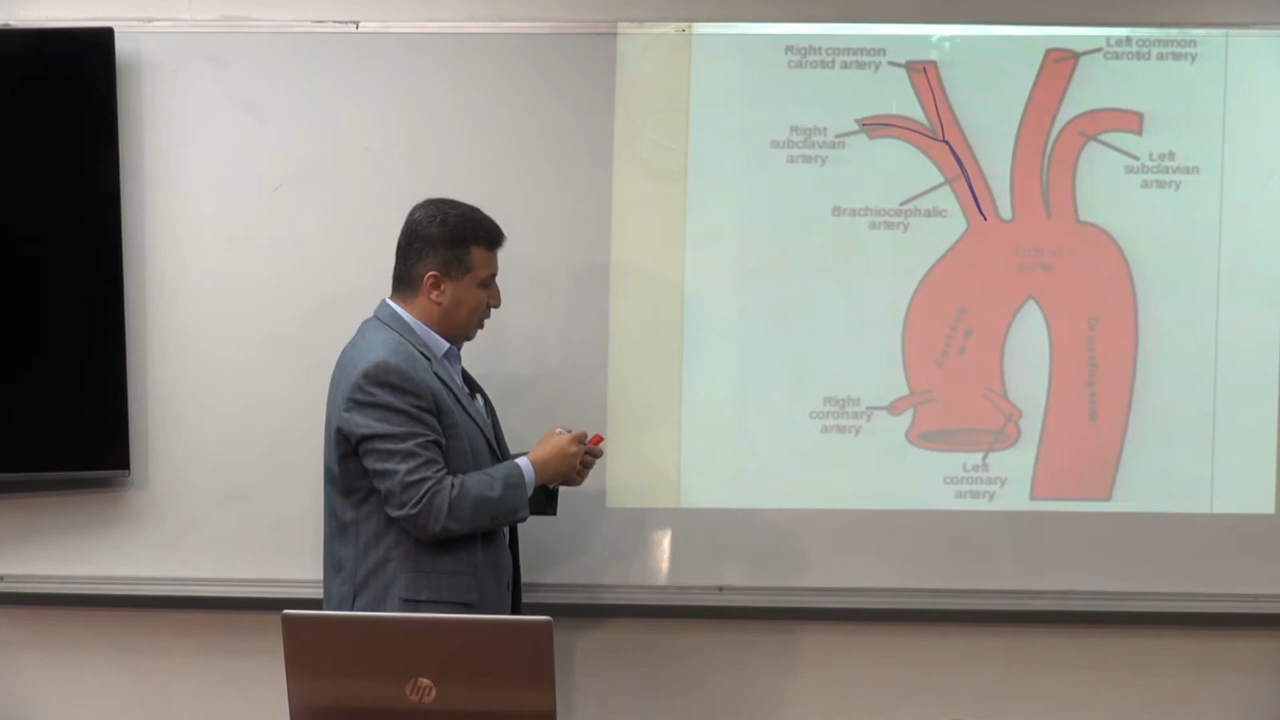 Right common
carotid artery
Left common
carotid artery
Right
subclavian
artery
Left
subclavian
artery
Brachiocephalic
artery
Right
coronary
artery
Left
coronary
artery
hp